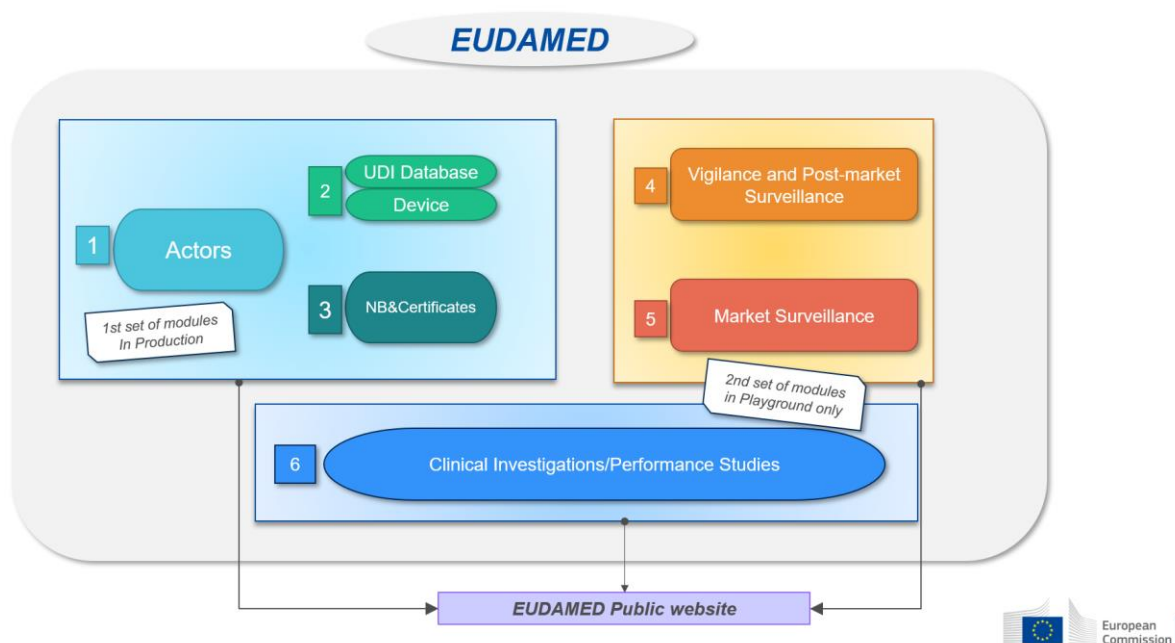 EUDAMED
1
Actors
1st set of modules
In Production
2
UDI Database
Device
3
NB&Certificates
4
Vigilance and Post-market
Surveillance
5
Market Surveillance
2nd set of modules
in Playground only
6
Clinical Investigations/Performance Studies
EUDAMED Public website
European
Commission